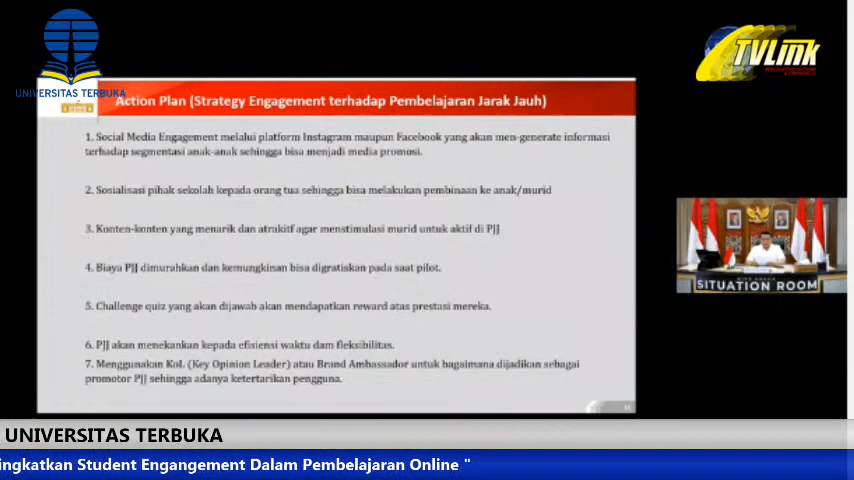 UNIVERSITAS TERBUKA
TVLink
Action Plan (Strategy Engagement terhadap Pembelajaran Jarak Jauh)
1. Social Media Engagement melalui platform Instagram maupun Facebook yang akan men-generate informasi
terhadap segmentasi anak-anak sehingga bisa menjadi media promosi.
2. Sosialisasi pihak sekolah kepada orang tua sehingga bisa melakukan pembinaan ke anak/murid
3. Konten-konten yang menarik dan atrakitf agar menstimulasi murid untuk aktif di PJJ
4. Biaya PJJ dimurahkan dan kemungkinan bisa digratiskan pada saat pilot.
5. Challenge quiz yang akan dijawab akan mendapatkan reward atas prestasi mereka.
6. PJJ akan menekankan kepada efisiensi waktu dam fleksibilitas.
7. Menggunakan KoL (Key Opinion Leader) atau Brand Ambassador untuk bagaimana dijadikan sebagai
promotor PJJ sehingga adanya ketertarikan pengguna.
SITUATION ROOM
UNIVERSITAS TERBUKA
ingkatkan Student Engangement Dalam Pembelajaran Online "